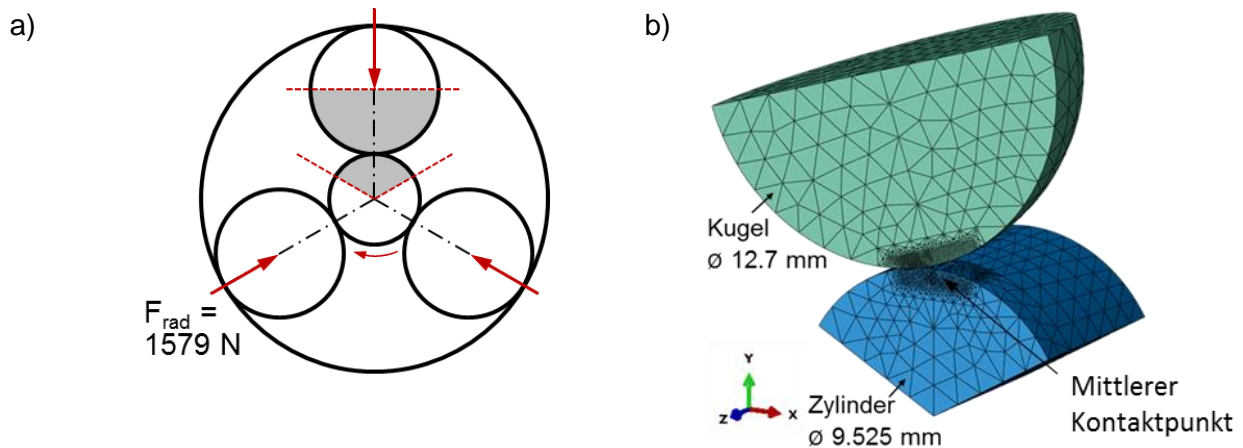 a)
F_rad =
1579 N
b)
Kugel
ø 12.7 mm
Zylinder
ø 9.525 mm
Mittlerer
Kontaktpunkt
Y
Z
X